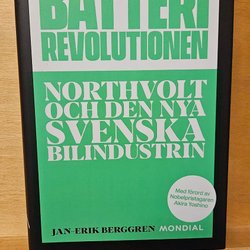 BATTERI
REVOLUTIONEN
NORTHVOLT
OCH DEN NYA
SVENSKA
BILINDUSTRIN
Med förord av
Nobelpristagaren
Akira Yoshino
JAN-ERIK BERGGREN MONDIAL